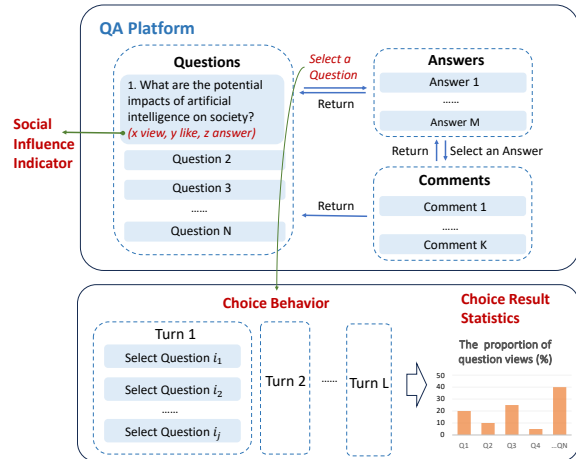 QA Platform
Questions
1. What are the potential
impacts of artificial
intelligence on society?
(x view, y like, z answer)
Question 2
Question 3
......
Question N
Social
Influence
Indicator
Select a
Question
Return
Answers
Answer 1
......
Answer M
Return
Select an Answer
Comments
Comment 1
......
Comment K
Return
Choice Behavior
Turn 1
Select Question i₁
Select Question i₂
......
Select Question iⱼ
Turn 2
......
Turn L
Choice Result
Statistics
The proportion of
question views (%)
50
40
30
20
10
0
Q1 Q2 Q3 Q4 ...QN